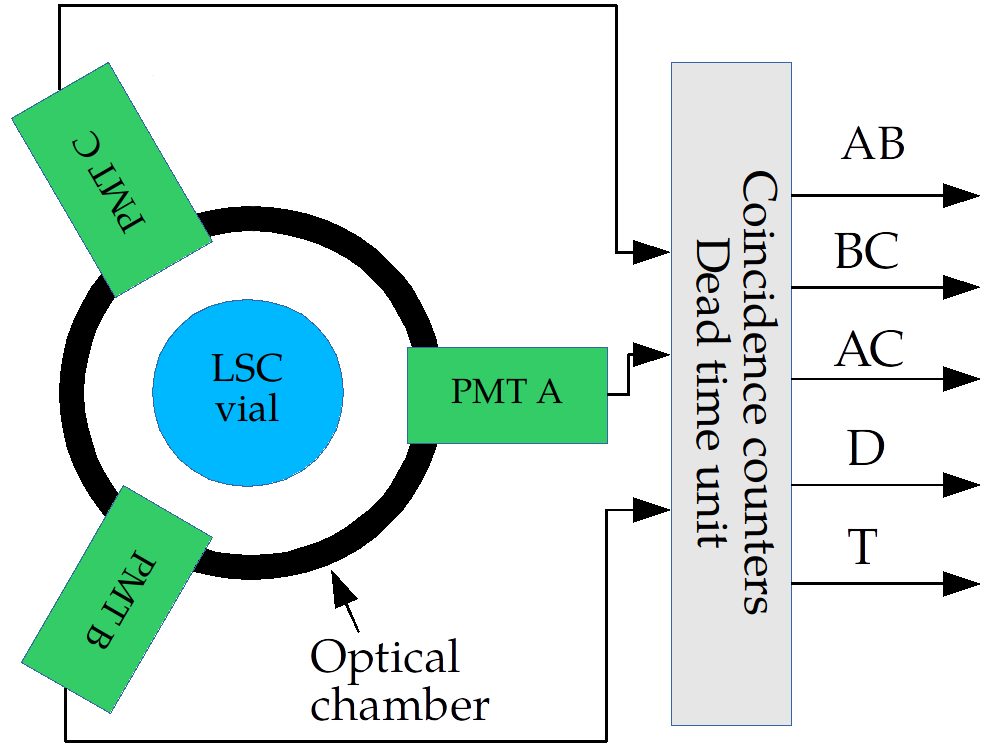 PMT C
LSC
vial
PMT A
PMT B
Optical
chamber
Coincidence counters
Dead time unit
AB
BC
AC
D
T